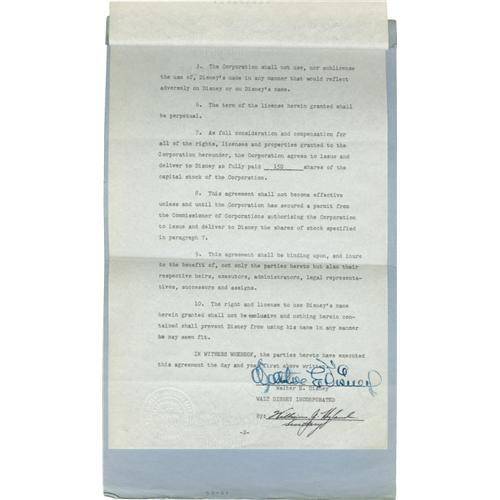 5. The Corporation shall not use, nor sublicense
the use of, Disney's name in any manner that would reflect
adversely on Disney or on Disney's name.
6. The term of the license herein granted shall
be perpetual.
7. As full consideration and compensation for
all of the rights, licenses and properties granted to the
Corporation hereunder, the Corporation agrees to issue and
deliver to Disney as fully paid 150 shares of the
capital stock of the Corporation.
8. This agreement shall not become effective
unless and until the Corporation has secured a permit from
the Commissioner of Corporations authorizing the Corporation
to issue and deliver to Disney the shares of stock specified
in paragraph 7.
9. This agreement shall be binding upon, and inure
to the benefit of, not only the parties hereto but also their
respective heirs, executors, administrators, legal representa-
tives, successors and assigns.
10. The right and license to use Disney's name
herein granted shall not be exclusive and nothing herein con-
tained shall prevent Disney from using his name in any manner
he may seem fit.
IN WITNESS WHEREOF, the parties hereto have executed
this agreement the day and year first above written.
Walter E. Disney
Walter E. Disney
WALT DISNEY INCORPORATED
By: William G Hyland
Secretary
-2-